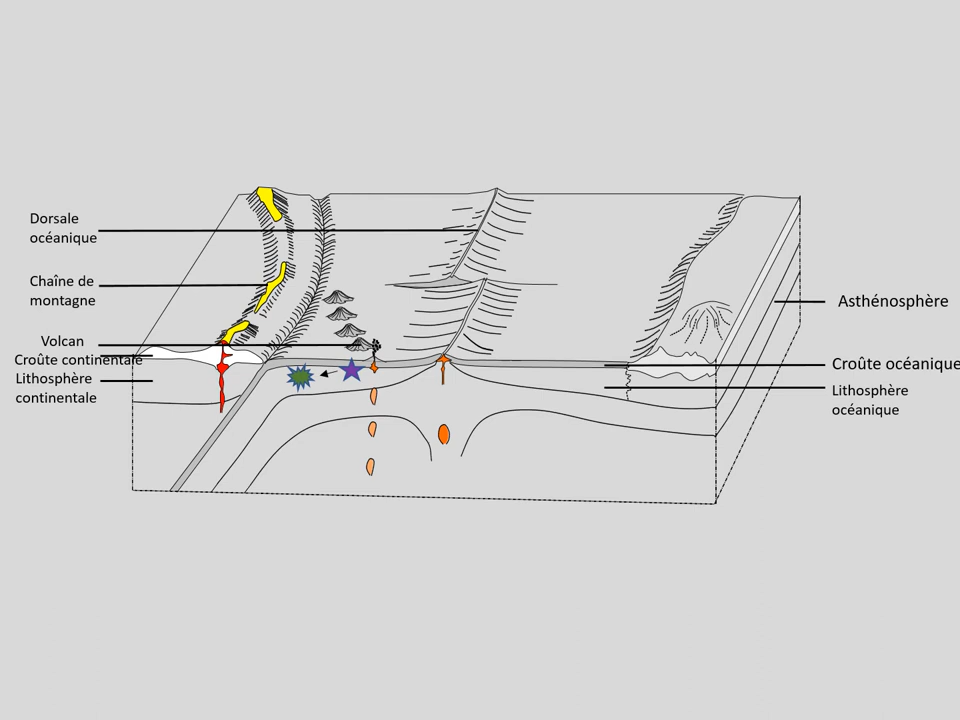 Dorsale
océanique
Chaîne de
montagne
Volcan
Croûte continentale
Lithosphère
continentale
Asthénosphère
Croûte océanique
Lithosphère
océanique